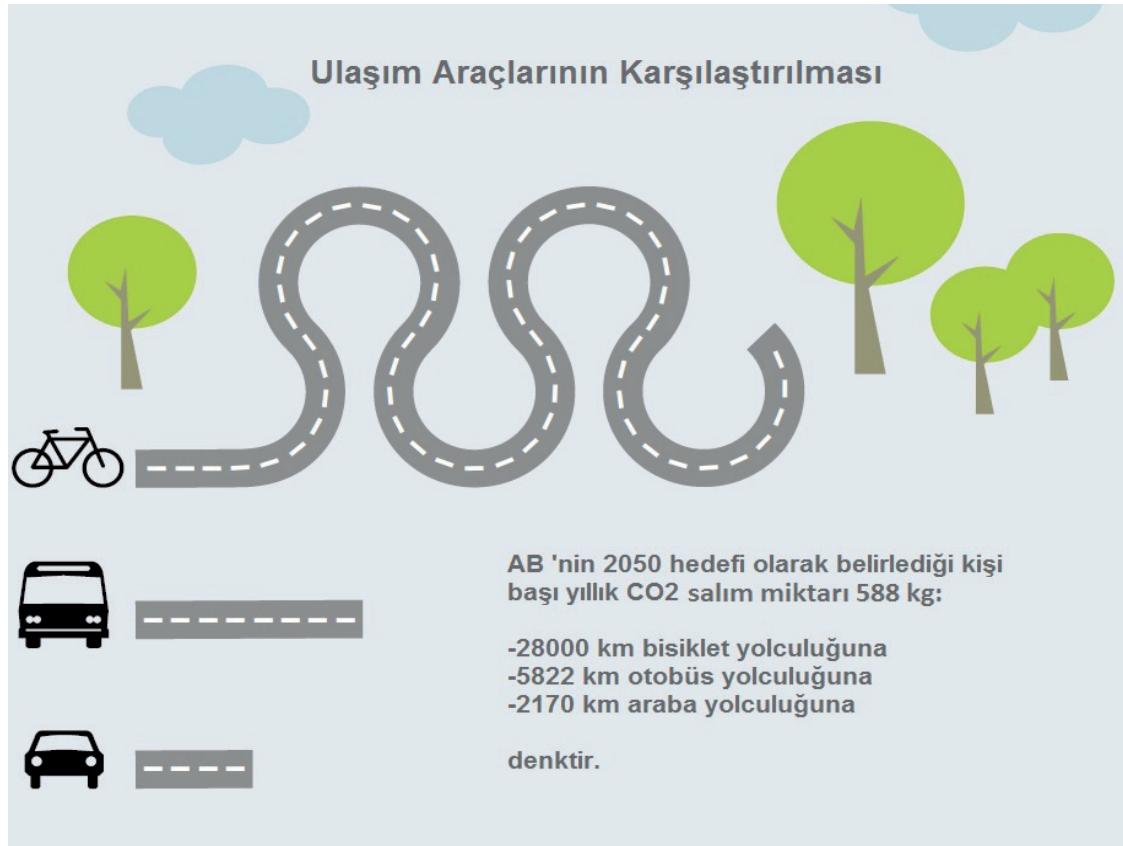 Ulaşım Araçlarının Karşılaştırılması
AB 'nin 2050 hedefi olarak belirlediği kişi
başı yıllık CO2 salım miktarı 588 kg:
-28000 km bisiklet yolculuğuna
-5822 km otobüs yolculuğuna
-2170 km araba yolculuğuna
denktir.